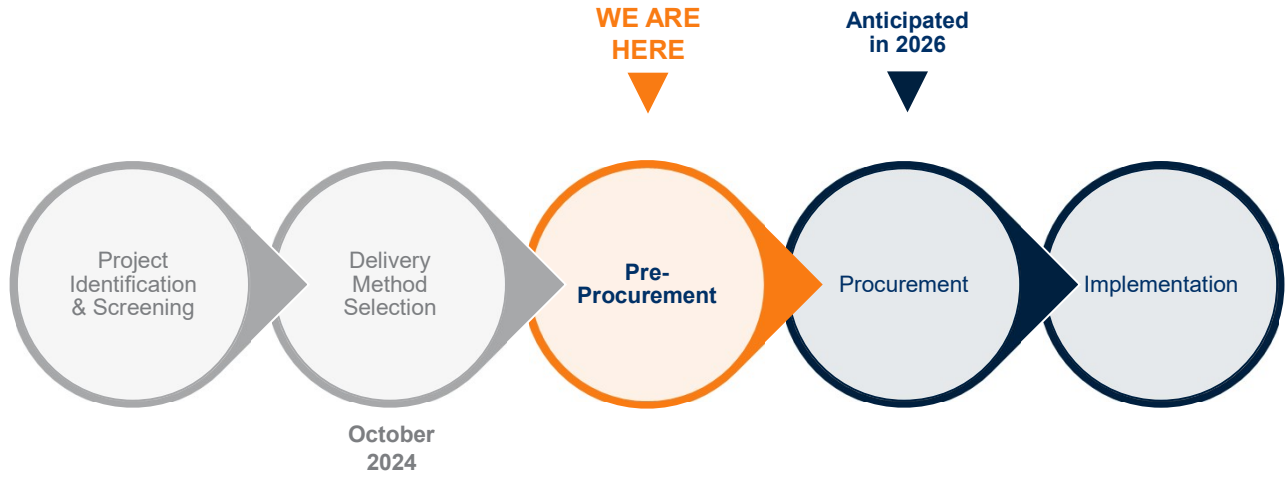 WE ARE
HERE
Anticipated
in 2026
Project
Identification
& Screening
Delivery
Method
Selection
Pre-
Procurement
Procurement
Implementation
October
2024